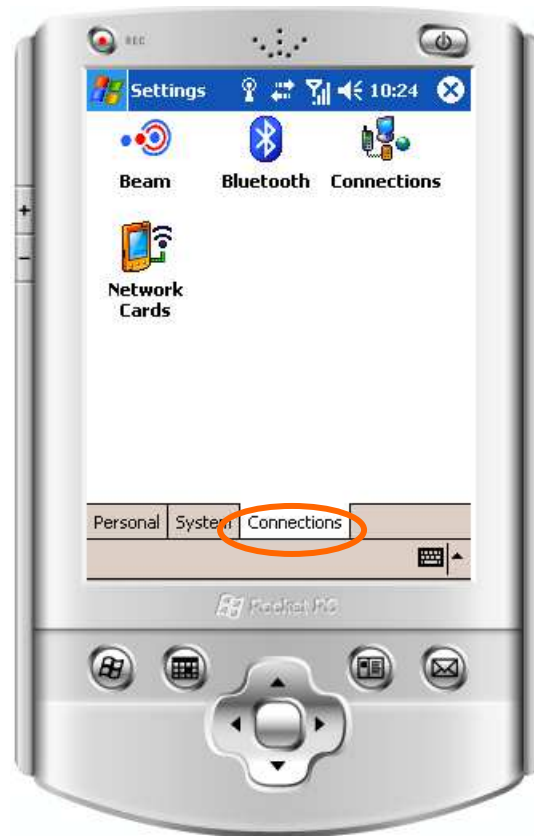 REC
Settings 10:24
Beam Bluetooth Connections
Network
Cards
Personal System Connections
Pocket PC